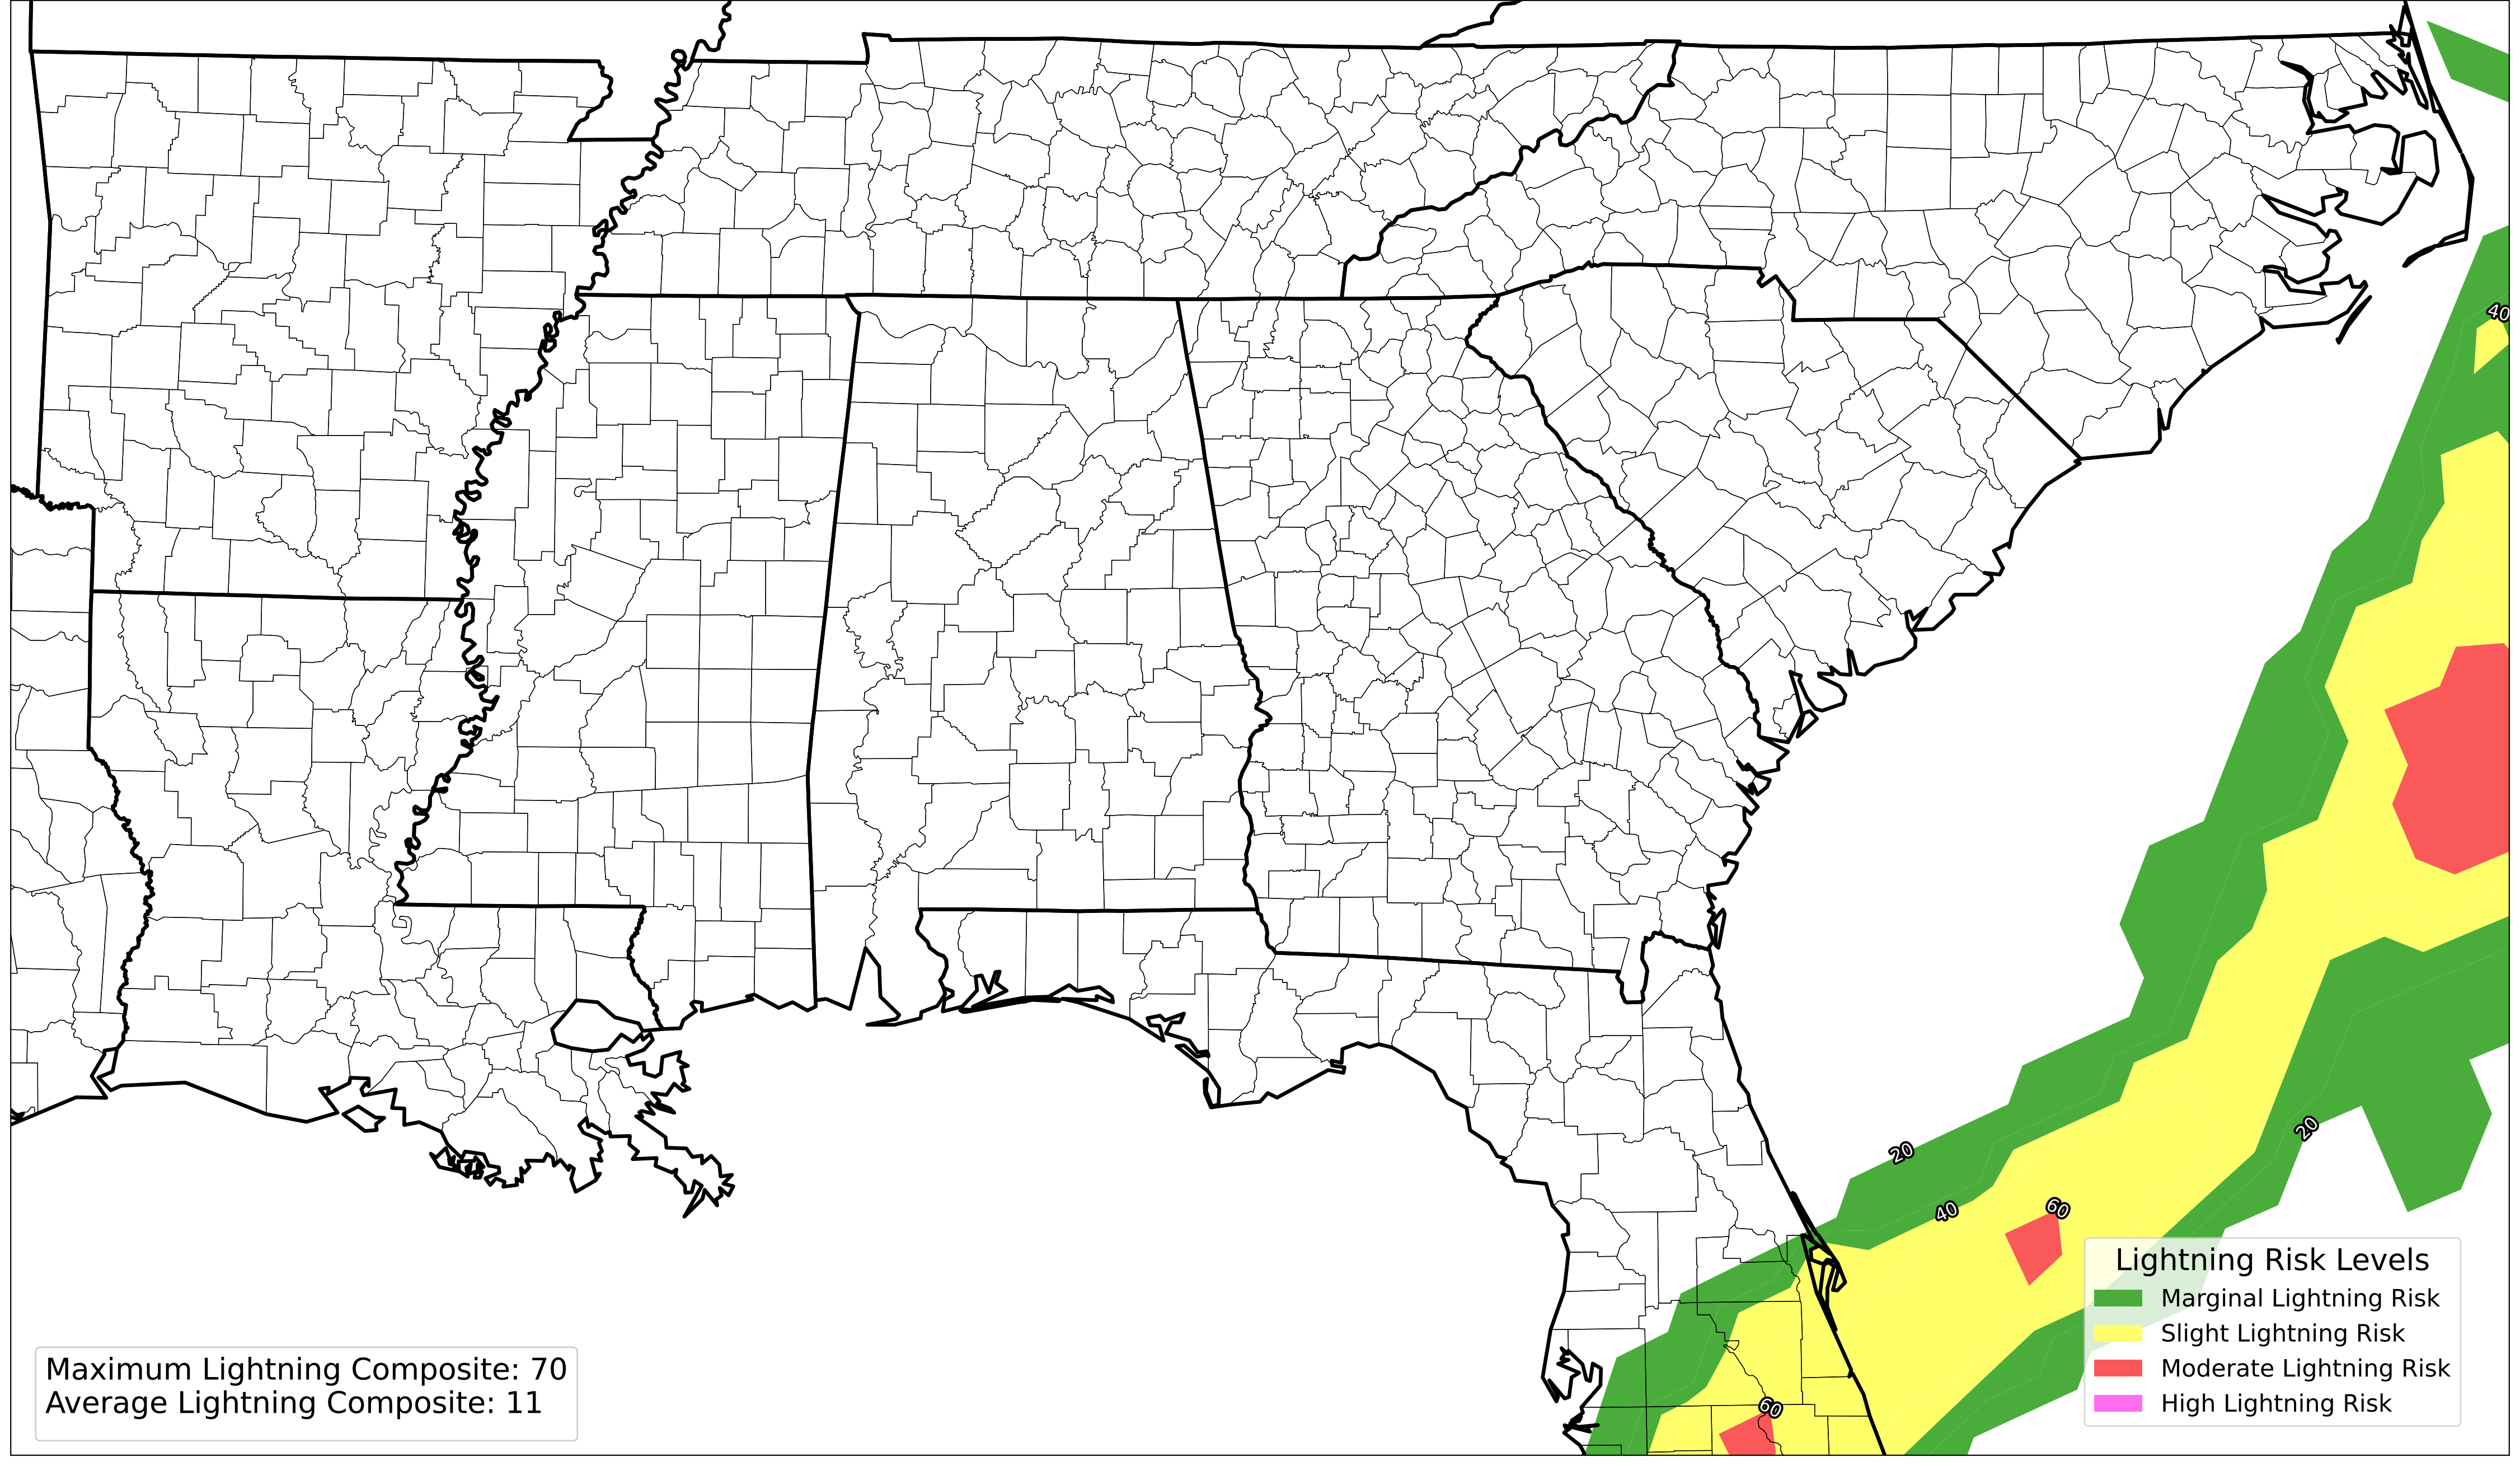 40
20
20
40
60
60
Lightning Risk Levels
Marginal Lightning Risk
Slight Lightning Risk
Moderate Lightning Risk
High Lightning Risk
Maximum Lightning Composite: 70
Average Lightning Composite: 11